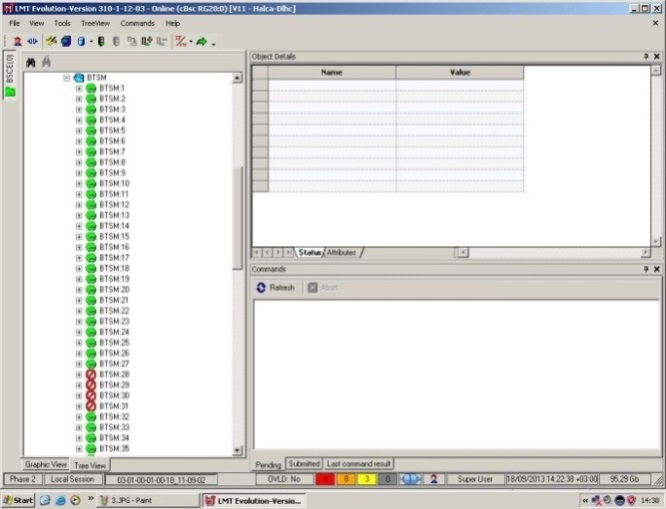 LMT Evolution-Version 310-1-12-03 - Online (cBsc RG20:0) [V11 - Halca-Dlhc]
File View Tools TreeView Commands Help
BSCE{0}
BTSM
BTSM:1
BTSM:2
BTSM:3
BTSM:4
BTSM:5
BTSM:6
BTSM:7
BTSM:8
BTSM:9
BTSM:10
BTSM:11
BTSM:12
BTSM:13
BTSM:14
BTSM:15
BTSM:16
BTSM:17
BTSM:18
BTSM:19
BTSM:20
BTSM:21
BTSM:22
BTSM:23
BTSM:24
BTSM:25
BTSM:26
BTSM:27
BTSM:28
BTSM:29
BTSM:30
BTSM:31
BTSM:32
BTSM:33
BTSM:34
BTSM:35
Graphic View Tree View
Object Details
Name Value
Status Attributes
Commands
Refresh Abort
Pending Submitted Last command result
Phase 2 Local Session 03-01-00-01-00-18_11-09-02 OVLD: No 8 3 0 2 Super User 18/09/2013 14:22:38 +03:00 95,29 Gb
Start 3.JPG - Paint LMT Evolution-Versio... 14:38